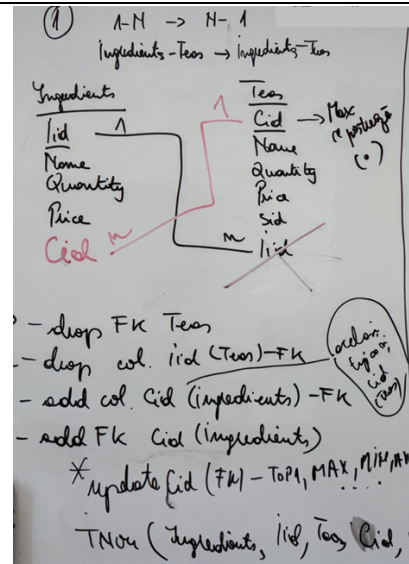 ① 1-N -> N-1
Ingredients-Teas → Ingredients-Teas
Ingredients
Iid 1
Name
Quantity
Price
Cid m
1 Teas
Cid → Max
(•)
Name
Quantity
Price
Sid
m Iid
- drop FK Teas
- drop col. iid (Teas)-FK
- add col. Cid (ingredients) - FK
- add FK Cid (ingredients)
* update Cid (FK) - TOP1, MAX, MIN,
TNou (Ingredients, Iid, Teas, Cid,